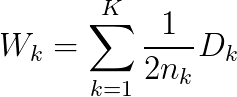 W_k = \sum_{k=1}^{K} \frac{1}{2n_k} D_k